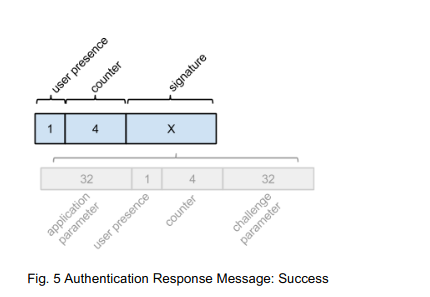 user presence
counter
signature
1 4 X
32 1 4 32
application
parameter
user presence
counter
challenge
parameter
Fig. 5 Authentication Response Message: Success